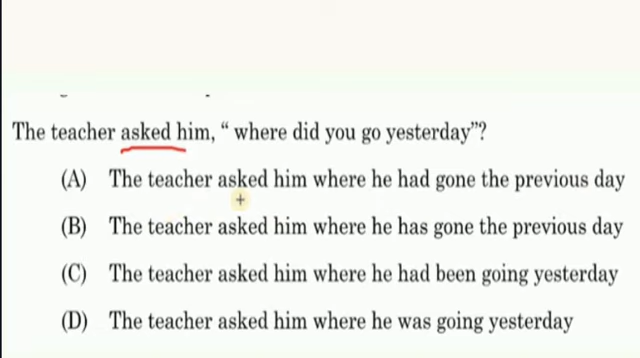 The teacher asked him, “ where did you go yesterday”?
(A) The teacher asked him where he had gone the previous day
(B) The teacher asked him where he has gone the previous day
(C) The teacher asked him where he had been going yesterday
(D) The teacher asked him where he was going yesterday